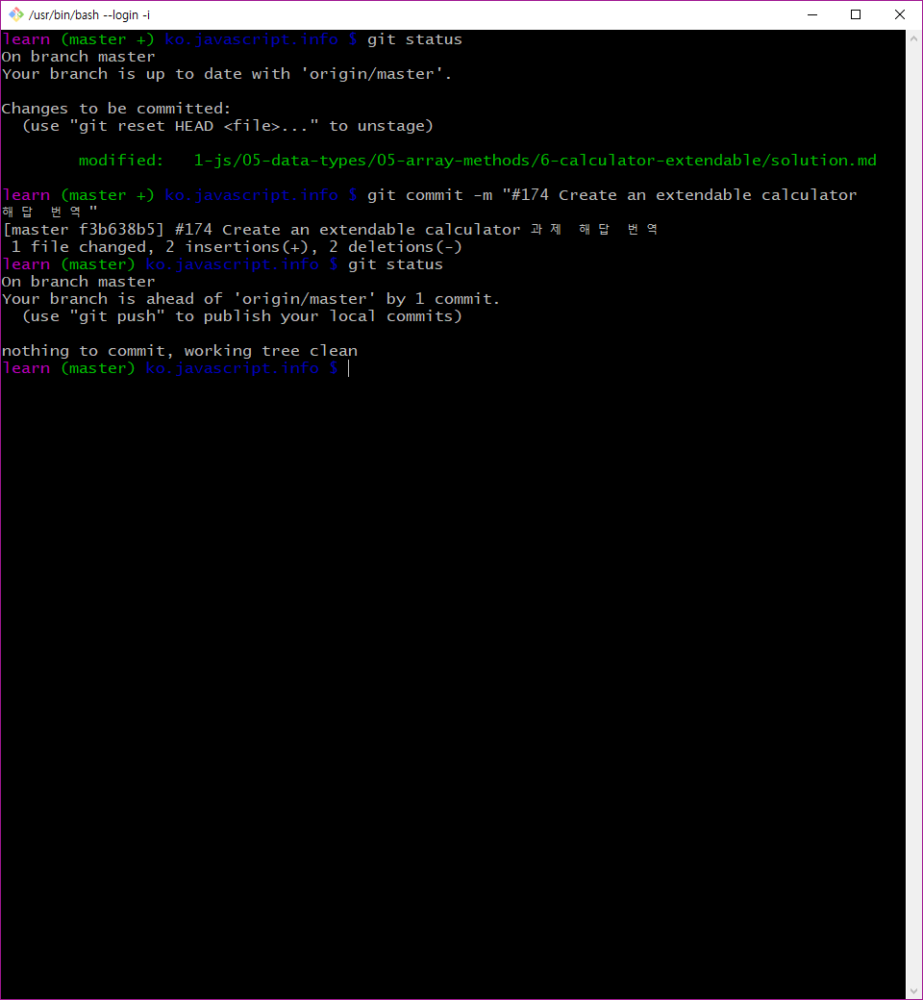 /usr/bin/bash --login -i
learn (master +) ko.javascript.info $ git status
On branch master
Your branch is up to date with 'origin/master'.
Changes to be committed:
(use "git reset HEAD <file>..." to unstage)
modified: 1-js/05-data-types/05-array-methods/6-calculator-extendable/solution.md
learn (master +) ko.javascript.info $ git commit -m "#174 Create an extendable calculator
해답 번역"
[master f3b638b5] #174 Create an extendable calculator 과제 해답 번역
1 file changed, 2 insertions(+), 2 deletions(-)
learn (master) ko.javascript.info $ git status
On branch master
Your branch is ahead of 'origin/master' by 1 commit.
(use "git push" to publish your local commits)
nothing to commit, working tree clean
learn (master) ko.javascript.info $